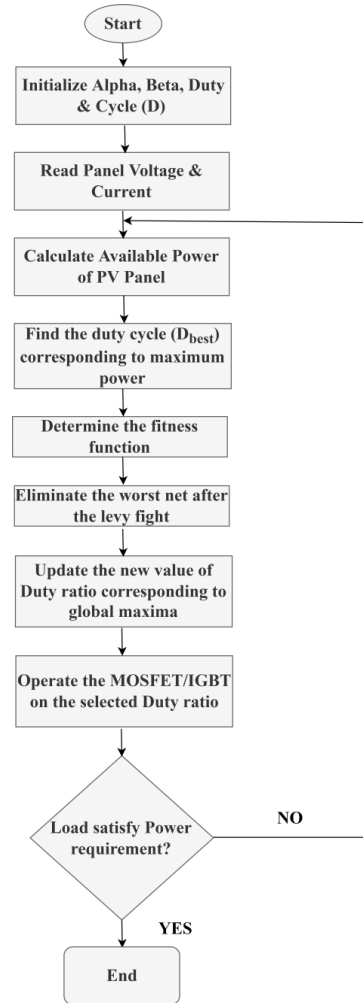 Start
Initialize Alpha, Beta, Duty
& Cycle (D)
Read Panel Voltage &
Current
Calculate Available Power
of PV Panel
Find the duty cycle (Dbest)
corresponding to maximum
power
Determine the fitness
function
Eliminate the worst net after
the levy fight
Update the new value of
Duty ratio corresponding to
global maxima
Operate the MOSFET/IGBT
on the selected Duty ratio
Load satisfy Power
requirement?
NO
YES
End